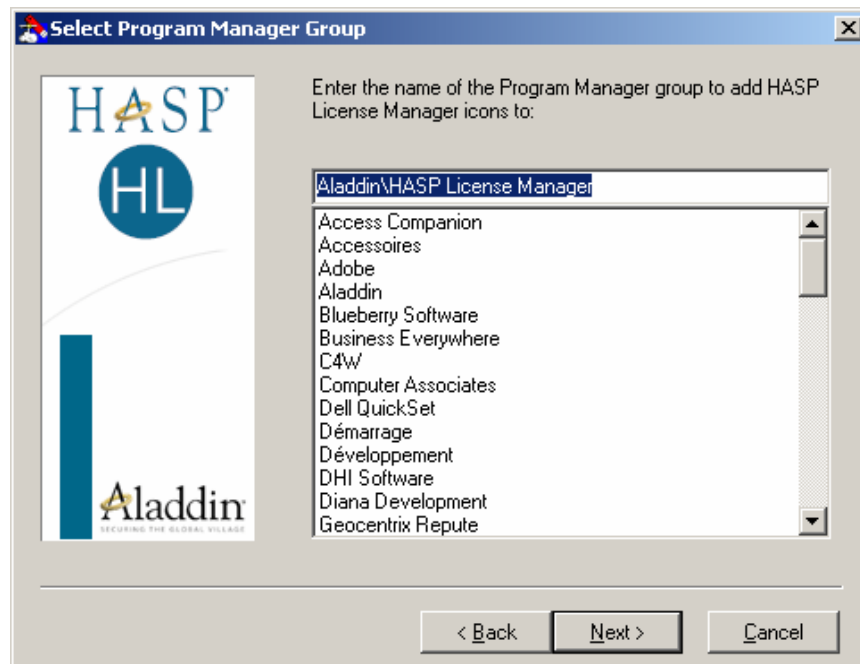 Select Program Manager Group
HASP
HL
Aladdin
SECURING THE GLOBAL VILLAGE
Enter the name of the Program Manager group to add HASP
License Manager icons to:
Aladdin\HASP License Manager
Access Companion
Accessoires
Adobe
Aladdin
Blueberry Software
Business Everywhere
C4W
Computer Associates
Dell QuickSet
Démarrage
Développement
DHI Software
Diana Development
Geocentrix Repute
< Back
Next >
Cancel